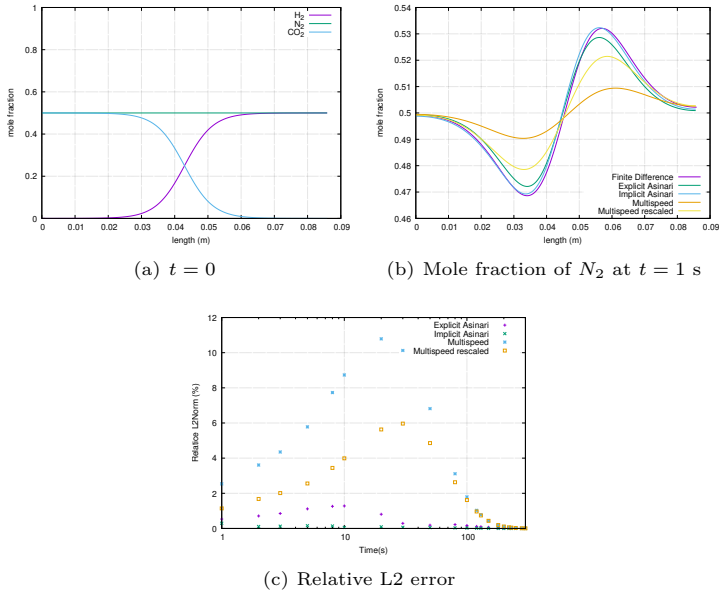 H2
N2
CO2
mole fraction
1
0.8
0.6
0.4
0.2
0
0 0.01 0.02 0.03 0.04 0.05 0.06 0.07 0.08 0.09
length (m)
(a) t = 0
mole fraction
0.54
0.53
0.52
0.51
0.5
0.49
0.48
0.47
0.46
Finite Difference
Explicit Asinari
Implicit Asinari
Multispeed
Multispeed rescaled
0 0.01 0.02 0.03 0.04 0.05 0.06 0.07 0.08 0.09
length (m)
(b) Mole fraction of N2 at t = 1 s
Explicit Asinari
Implicit Asinari
Multispeed
Multispeed rescaled
Relative L2Norm (%)
12
10
8
6
4
2
0
1 10 100
Time(s)
(c) Relative L2 error